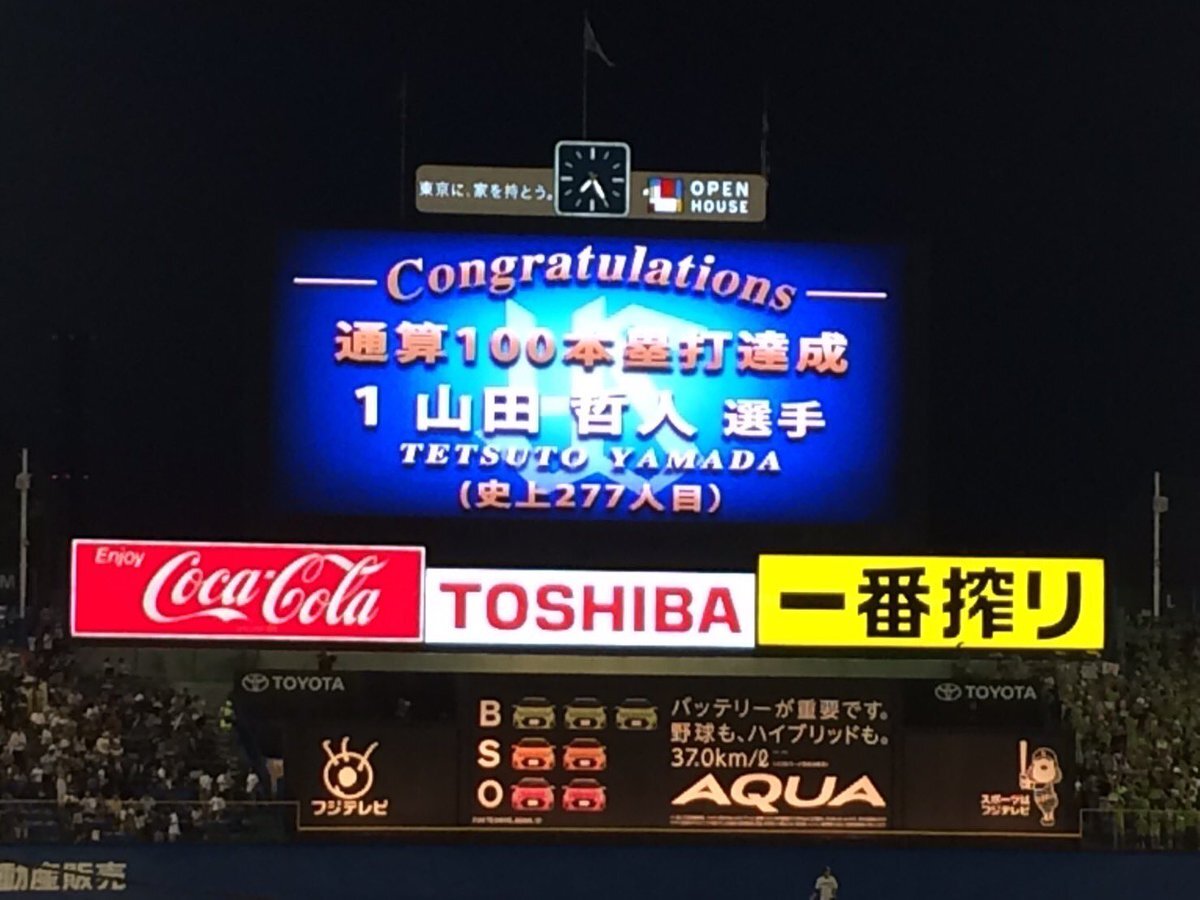 東京に、家を持とう。
OPEN
HOUSE
Congratulations
通算100本塁打達成
1 山田 哲人 選手
TETSUTO YAMADA
(史上277人目)
Enjoy
Coca-Cola
TOSHIBA
一番搾り
TOYOTA
TOYOTA
フジテレビ
B
S
O
バッテリーが重要です。
野球も、ハイブリッドも。
37.0km/ℓ
AQUA
スポーツは
フジテレビ
動産販売